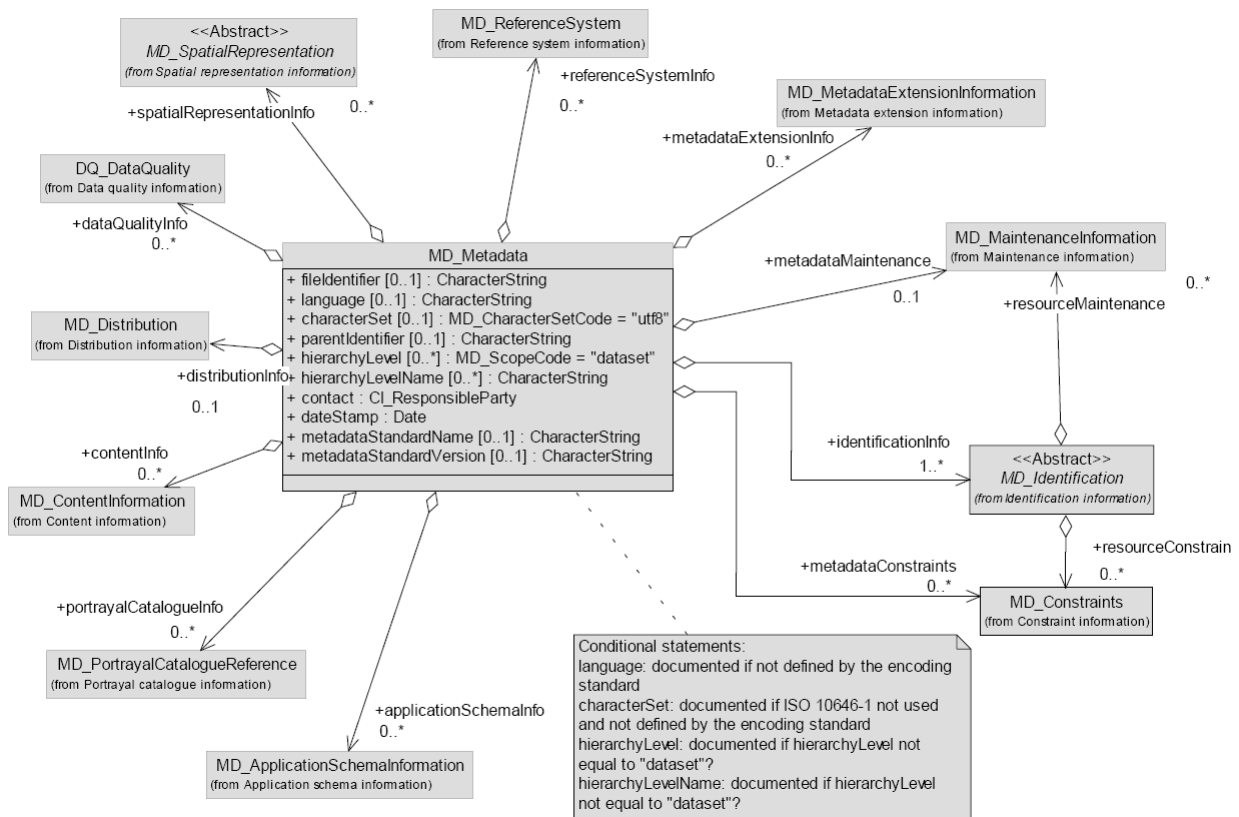 <<Abstract>>
MD_SpatialRepresentation
(from Spatial representation information)
MD_ReferenceSystem
(from Reference system information)
+referenceSystemInfo
0..*
0..*
+spatialRepresentationInfo
MD_MetadataExtensionInformation
(from Metadata extension information)
+metadataExtensionInfo
0..*
DQ_DataQuality
(from Data quality information)
+dataQualityInfo
0..*
MD_MaintenanceInformation
(from Maintenance information)
+metadataMaintenance
0..1
0..*
+resourceMaintenance
MD_Metadata
+ fileIdentifier [0..1] : CharacterString
+ language [0..1] : CharacterString
+ characterSet [0..1] : MD_CharacterSetCode = "utf8"
+ parentIdentifier [0..1] : CharacterString
+ hierarchyLevel [0..*] : MD_ScopeCode = "dataset"
+ hierarchyLevelName [0..*] : CharacterString
+ contact : CI_ResponsibleParty
+ dateStamp : Date
+ metadataStandardName [0..1] : CharacterString
+ metadataStandardVersion [0..1] : CharacterString
MD_Distribution
(from Distribution information)
+distributionInfo
0..1
+contentInfo
0..*
MD_ContentInformation
(from Content information)
+identificationInfo
1..*
<<Abstract>>
MD_Identification
(from Identification information)
+resourceConstrain
0..*
+metadataConstraints
0..*
MD_Constraints
(from Constraint information)
+portrayalCatalogueInfo
0..*
MD_PortrayalCatalogueReference
(from Portrayal catalogue information)
+applicationSchemaInfo
0..*
MD_ApplicationSchemaInformation
(from Application schema information)
Conditional statements:
language: documented if not defined by the encoding
standard
characterSet: documented if ISO 10646-1 not used
and not defined by the encoding standard
hierarchyLevel: documented if hierarchyLevel not
equal to "dataset"?
hierarchyLevelName: documented if hierarchyLevel
not equal to "dataset"?